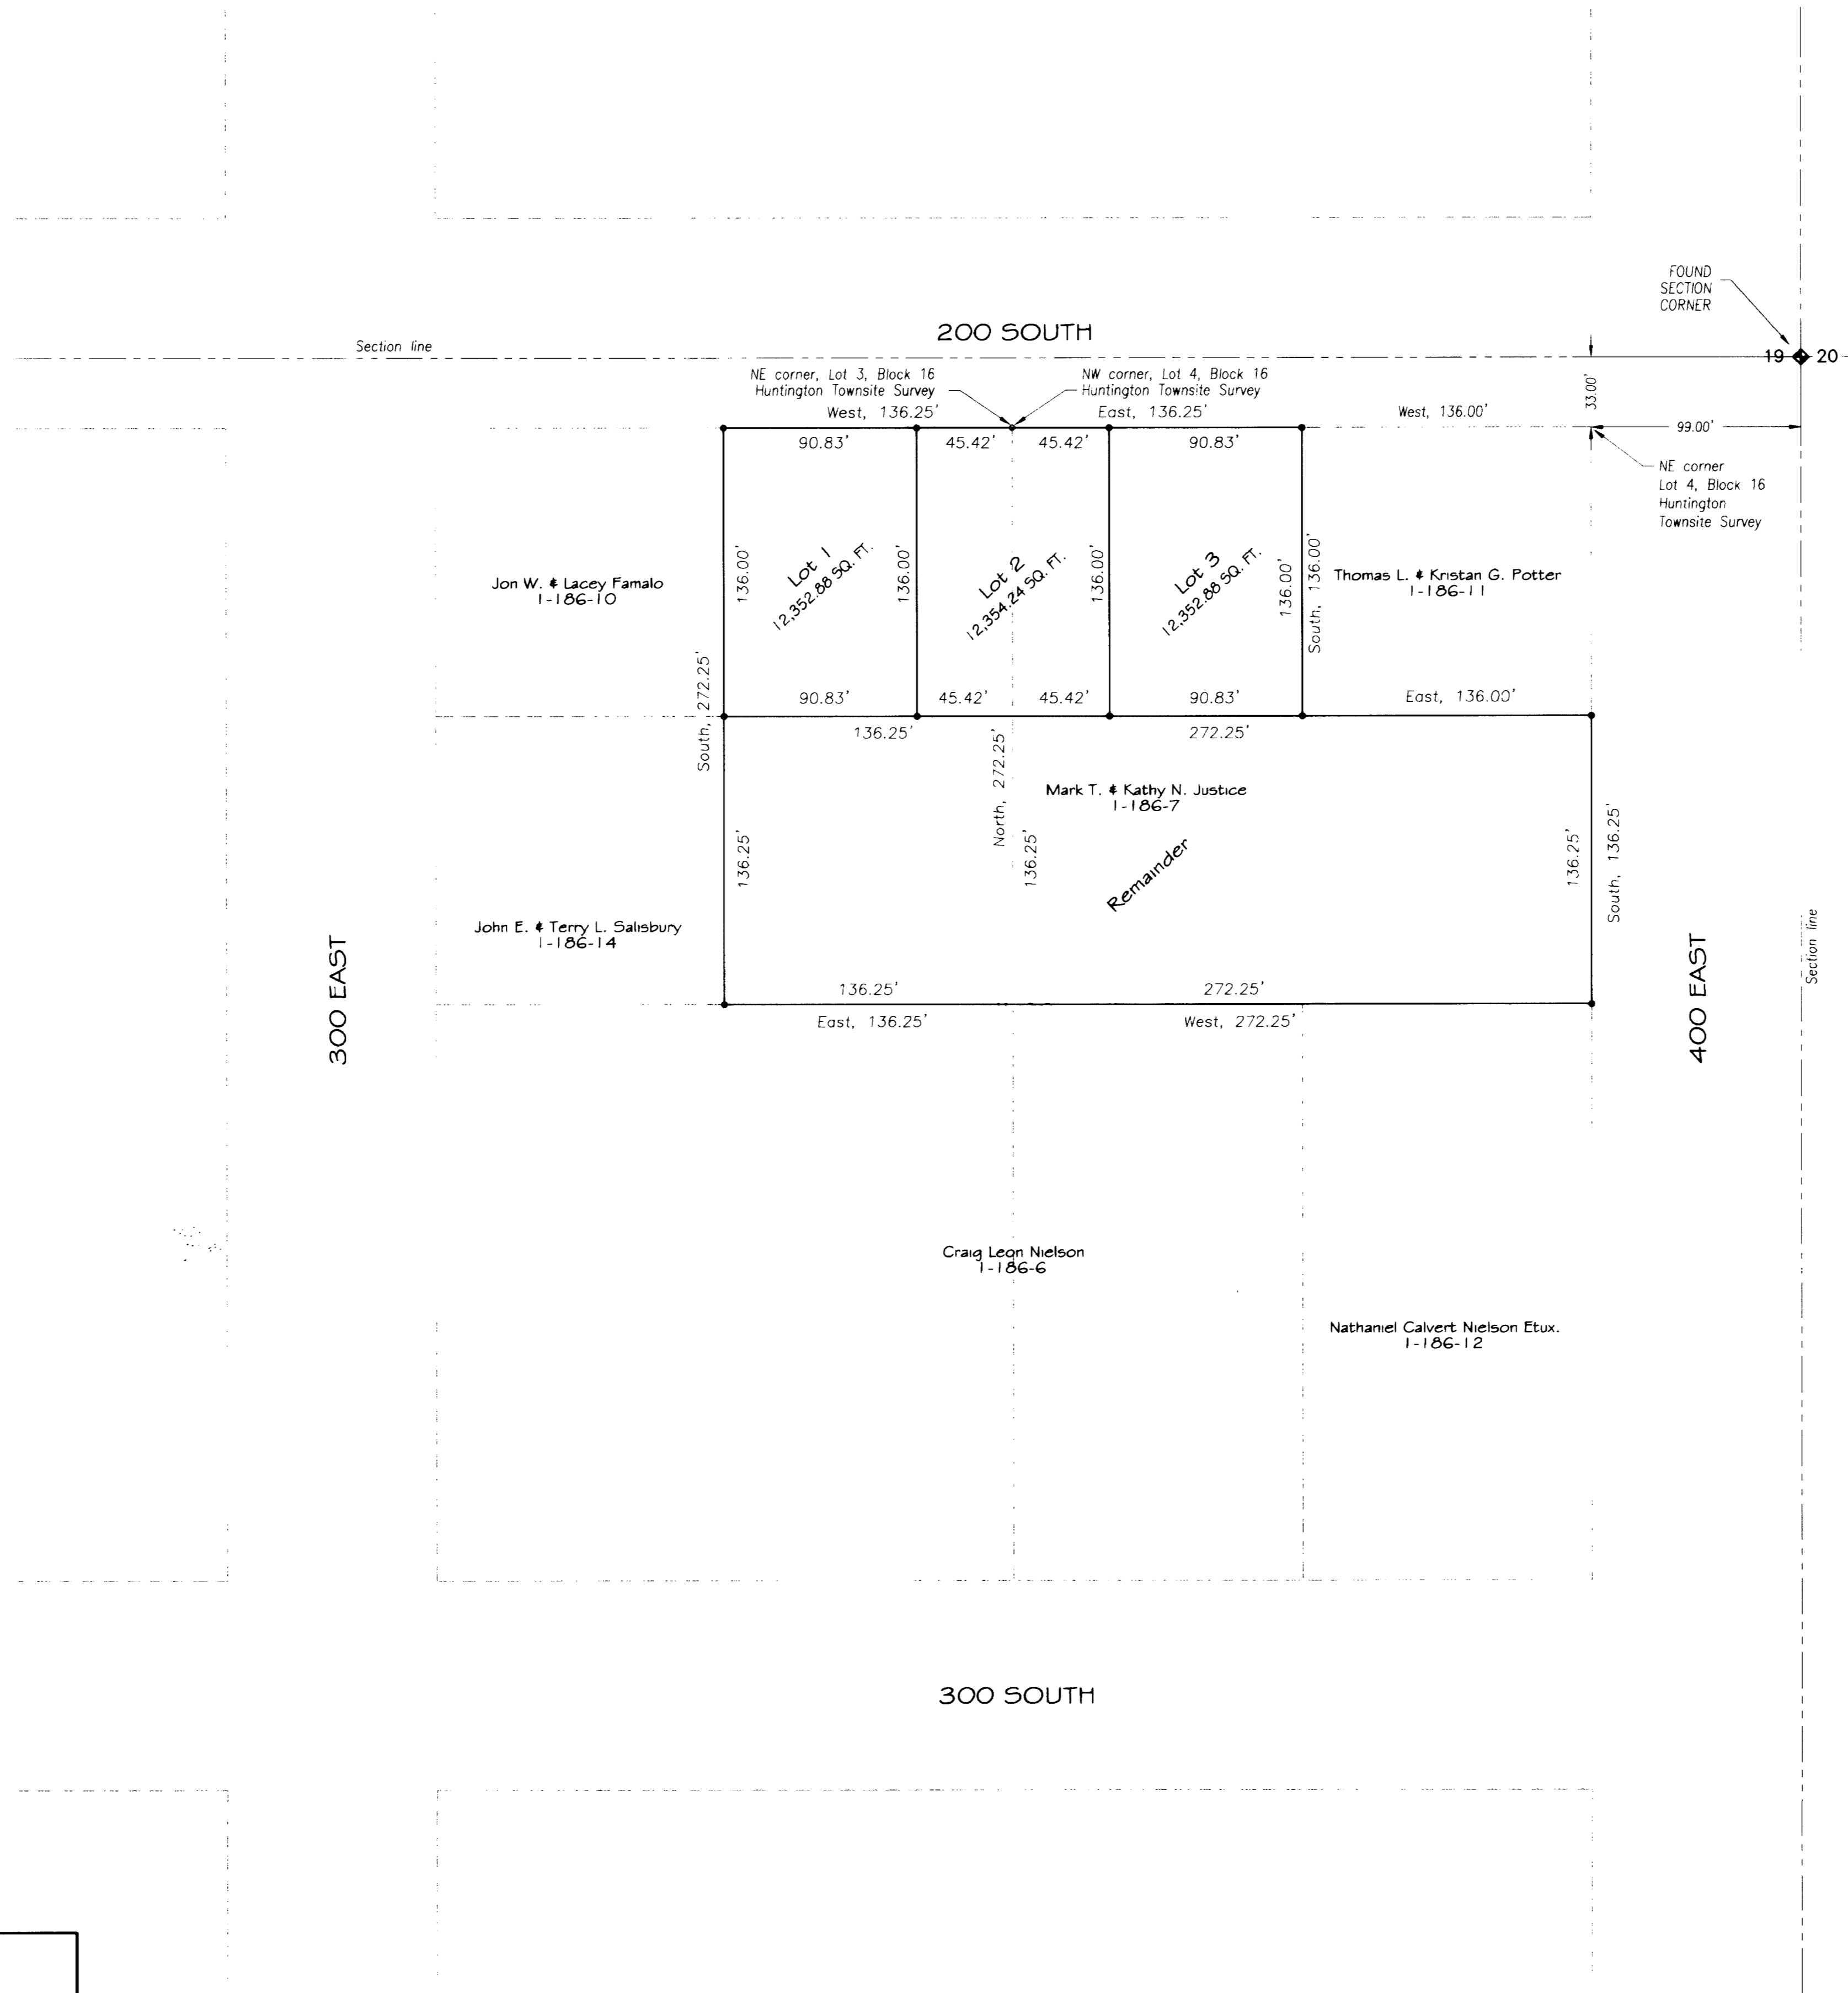 FOUND
SECTION
CORNER
200 SOUTH
Section line
19
20
NE corner, Lot 3, Block 16
Huntington Townsite Survey
NW corner, Lot 4, Block 16
Huntington Townsite Survey
33.00'
West, 136.25'
East, 136.25'
West, 136.00'
99.00'
90.83'
45.42'
45.42'
90.83'
NE corner
Lot 4, Block 16
Huntington
Townsite Survey
Jon W. & Lacey Famalo
1-186-10
136.00'
Lot 1
12,352.88 SQ. FT.
136.00'
Lot 2
12,354.24 SQ. FT.
136.00'
Lot 3
12,352.88 SQ. FT.
136.00'
South, 136.00'
Thomas L. & Kristan G. Potter
1-186-11
South, 272.25'
90.83'
45.42'
45.42'
90.83'
East, 136.00'
136.25'
272.25'
North, 272.25'
Mark T. & Kathy N. Justice
1-186-7
136.25'
136.25'
Remainder
136.25'
South, 136.25'
John E. & Terry L. Salisbury
1-186-14
300 EAST
400 EAST
Section line
136.25'
272.25'
East, 136.25'
West, 272.25'
Craig Leon Nielson
1-186-6
Nathaniel Calvert Nielson Etux.
1-186-12
300 SOUTH